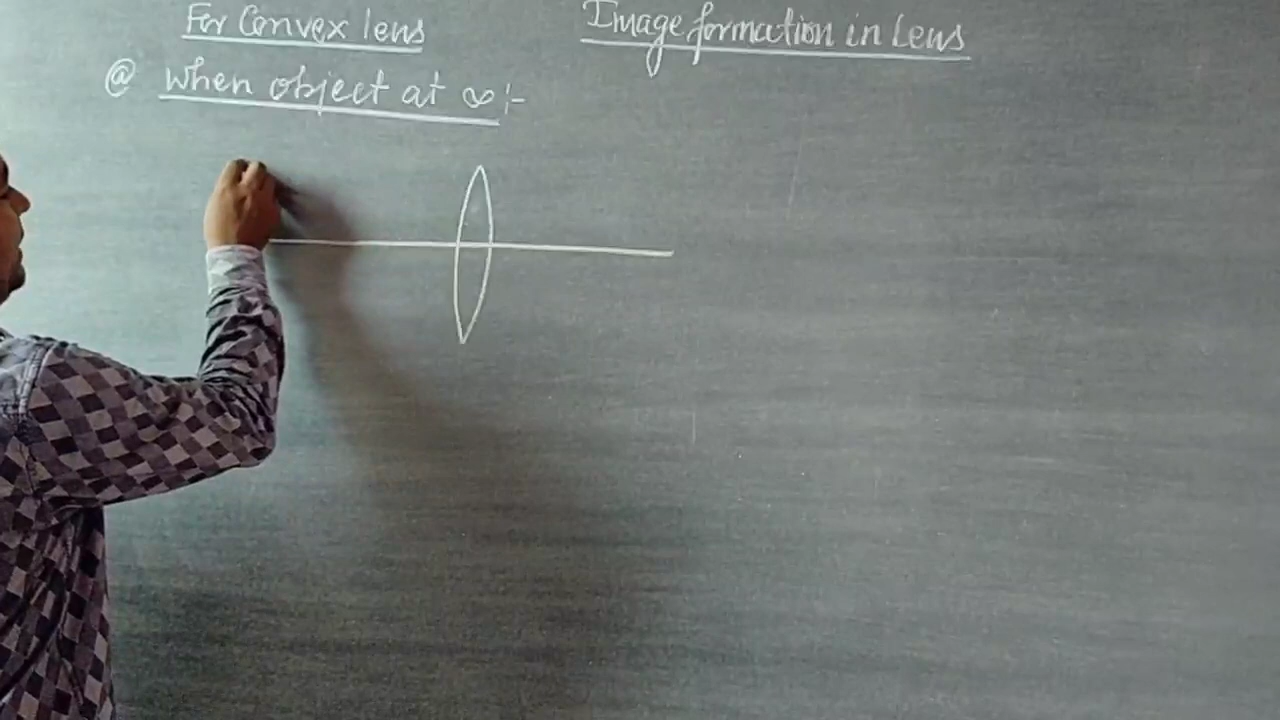 For Convex lens
Image formation in Lens
@ when object at ∞ :-